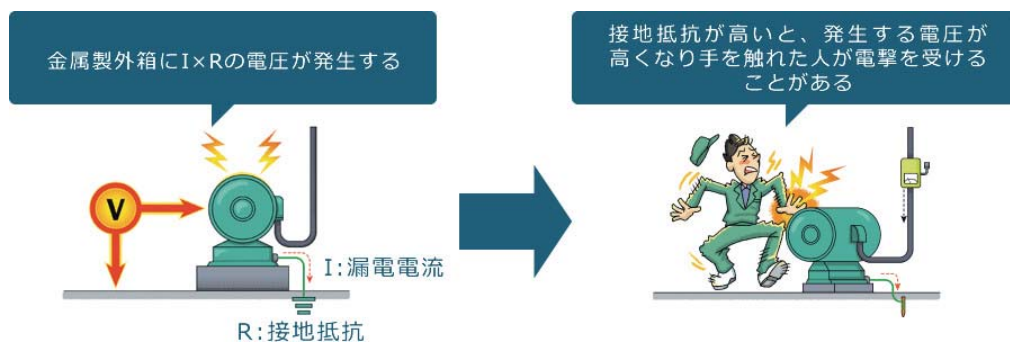 金属製外箱にI×Rの電圧が発生する
V
I:漏電電流
R:接地抵抗
接地抵抗が高いと、発生する電圧が
高くなり手を触れた人が電撃を受ける
ことがある